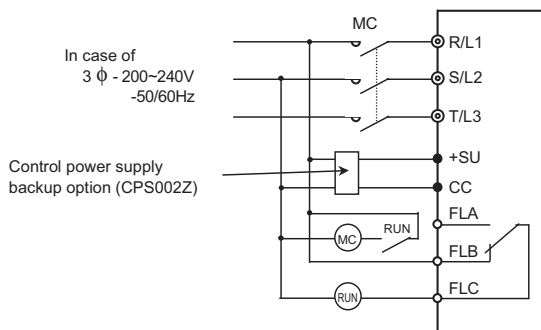 MC
In case of
3 ϕ - 200~240V
-50/60Hz
R/L1
S/L2
T/L3
Control power supply
backup option (CPS002Z)
+SU
CC
FLA
RUN
MC
FLB
RUN
FLC